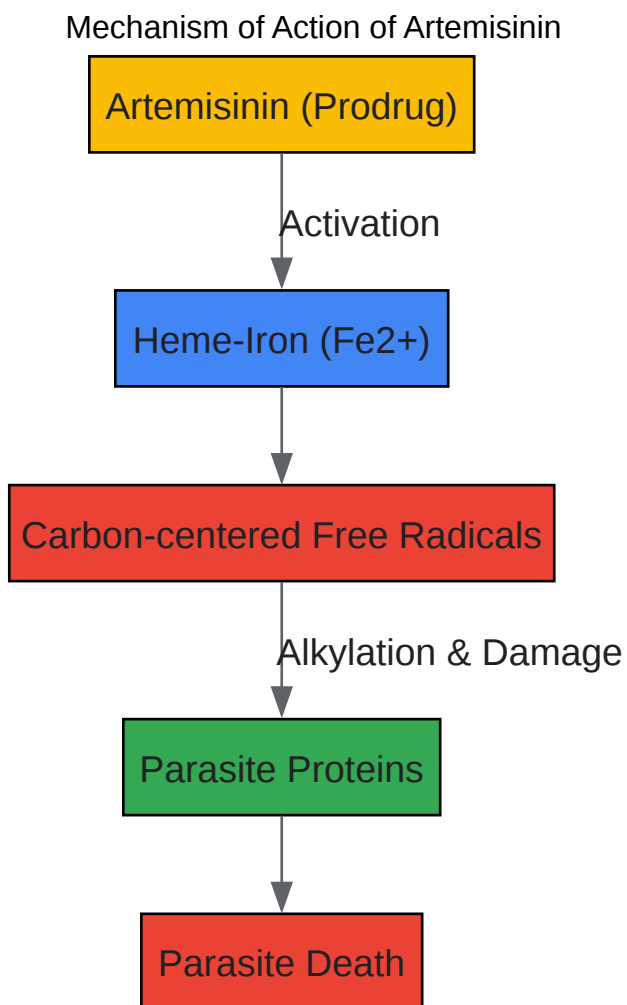 Mechanism of Action of Artemisinin
Artemisinin (Prodrug)
Activation
Heme-Iron (Fe2+)
Carbon-centered Free Radicals
Alkylation & Damage
Parasite Proteins
Parasite Death